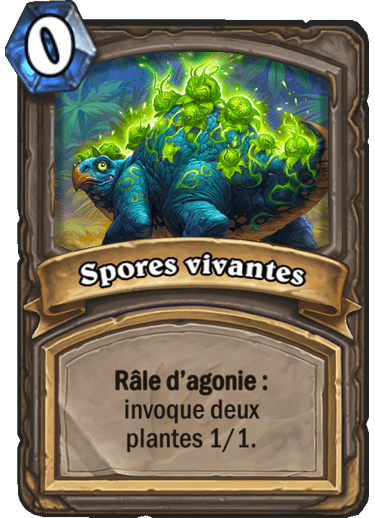 0
Spores vivantes
Râle d’agonie :
invoque deux
plantes 1/1.